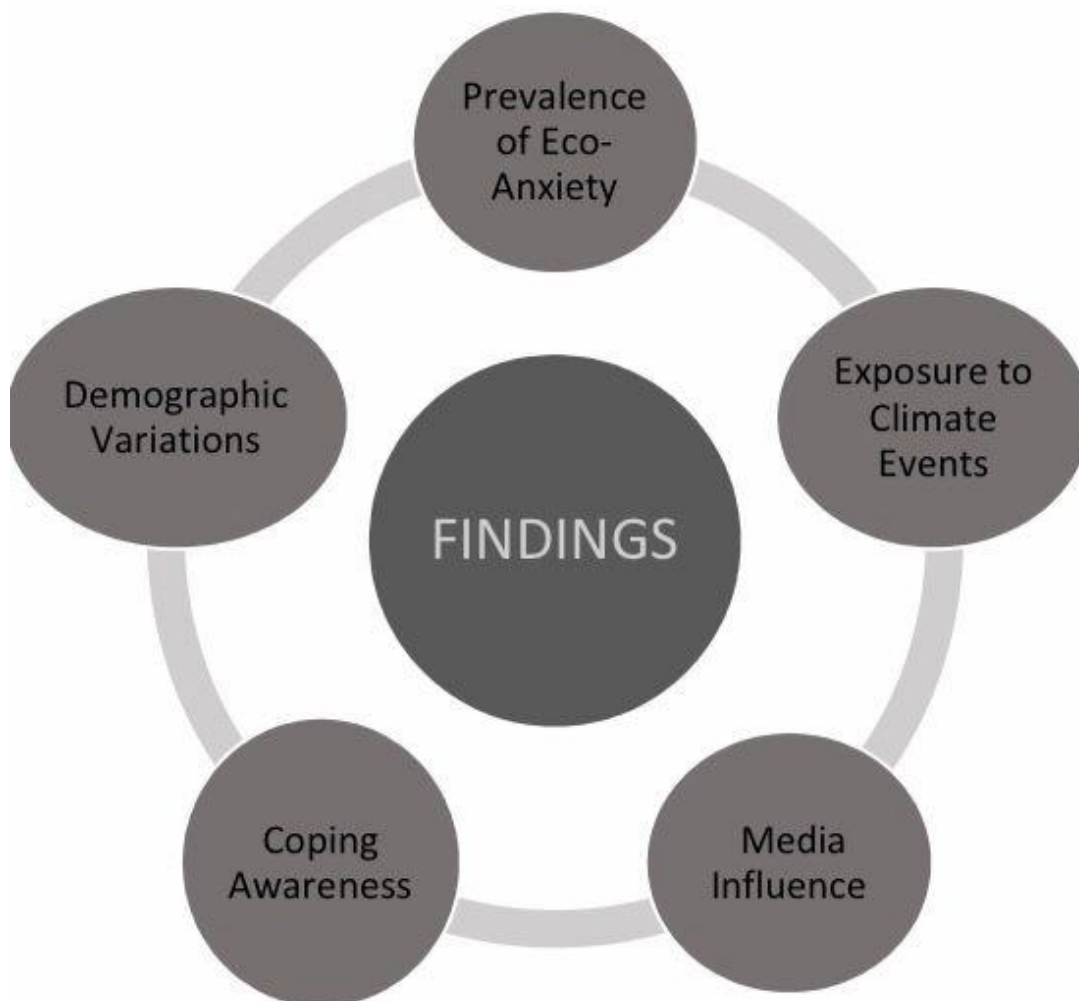 Prevalence
of Eco-
Anxiety
Exposure to
Climate
Events
Media
Influence
Coping
Awareness
Demographic
Variations
FINDINGS